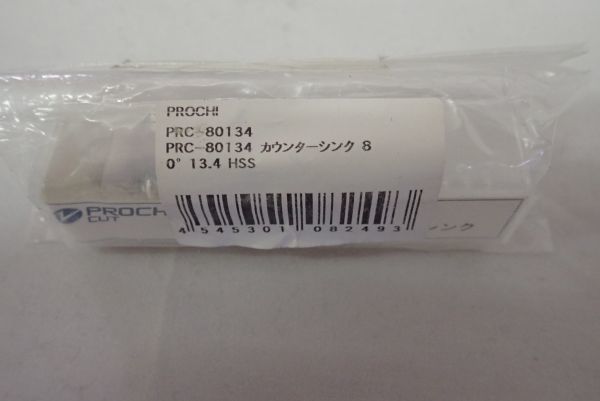 PROCHI
PRC-80134
PRC-80134 カウンターシンク 8
0° 13.4 HSS
PROCH
CUT
4 545301 082493
ンク